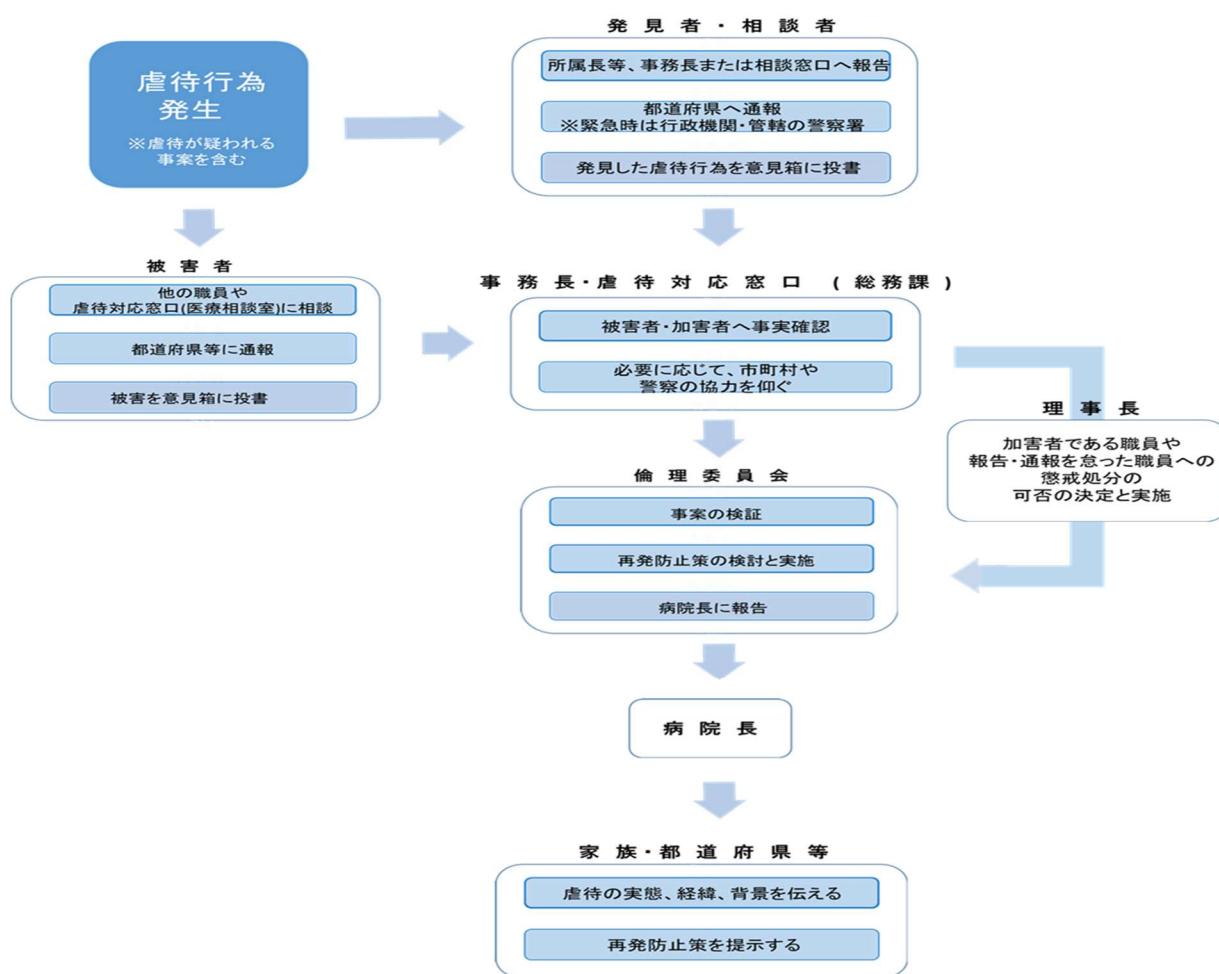 虐待行為
発生
※虐待が疑われる
事案を含む
発見者・相談者
所属長等、事務長または相談窓口へ報告
都道府県へ通報
※緊急時は行政機関・管轄の警察署
発見した虐待行為を意見箱に投書
被害者
他の職員や
虐待対応窓口(医療相談室)に相談
都道府県等に通報
被害を意見箱に投書
事務長・虐待対応窓口 (総務課)
被害者・加害者へ事実確認
必要に応じて、市町村や
警察の協力を仰ぐ
理事長
加害者である職員や
報告・通報を怠った職員への
懲戒処分の
可否の決定と実施
倫理委員会
事案の検証
再発防止策の検討と実施
病院長に報告
病院長
家族・都道府県等
虐待の実態、経緯、背景を伝える
再発防止策を提示する